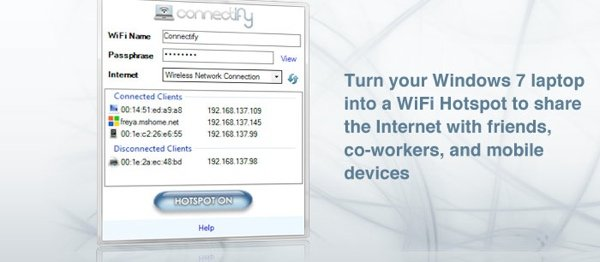 connectify
WiFi Name Connectify
Passphrase ******** View
Internet Wireless Network Connection
Connected Clients
00:14:51:ed:a9:a8 192.168.137.109
freya.mshome.net 192.168.137.145
00:1e:c2:26:e6:55 192.168.137.99
Disconnected Clients
00:1e:2a:ec:48:bd 192.168.137.98
HOTSPOT ON
Help
Turn your Windows 7 laptop
into a WiFi Hotspot to share
the Internet with friends,
co-workers, and mobile
devices